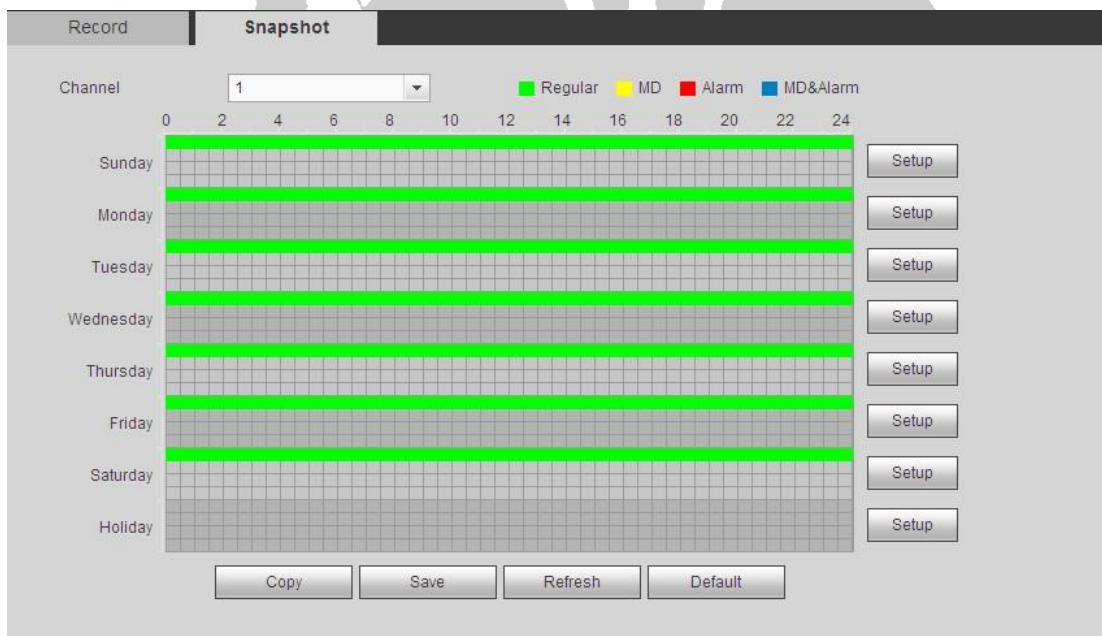 Record Snapshot
Channel 1 Regular MD Alarm MD&Alarm
0 2 4 6 8 10 12 14 16 18 20 22 24
Sunday Setup
Monday Setup
Tuesday Setup
Wednesday Setup
Thursday Setup
Friday Setup
Saturday Setup
Holiday Setup
Copy Save Refresh Default